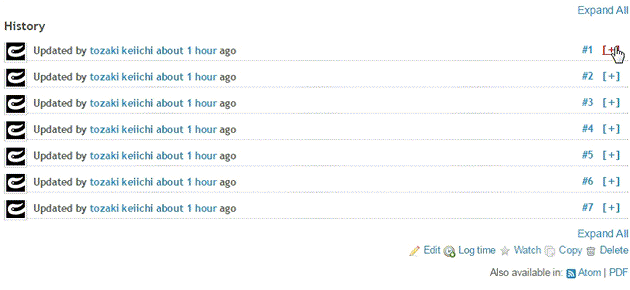 Expand All
History
Updated by tozaki keiichi about 1 hour ago #1 [+]
Updated by tozaki keiichi about 1 hour ago #2 [+]
Updated by tozaki keiichi about 1 hour ago #3 [+]
Updated by tozaki keiichi about 1 hour ago #4 [+]
Updated by tozaki keiichi about 1 hour ago #5 [+]
Updated by tozaki keiichi about 1 hour ago #6 [+]
Updated by tozaki keiichi about 1 hour ago #7 [+]
Expand All
Edit Log time Watch Copy Delete
Also available in: Atom | PDF